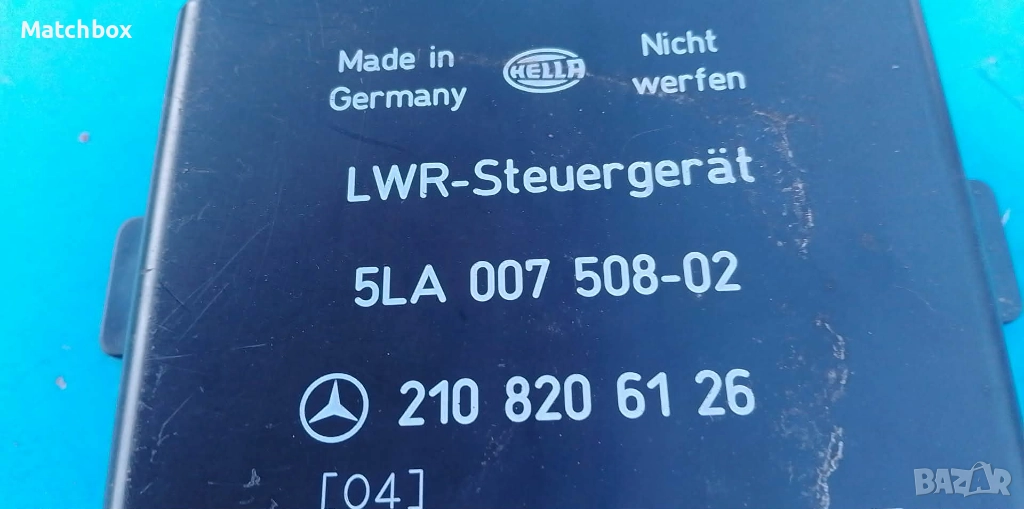 Matchbox
Made in
Germany
HELLA
Nicht
werfen
LWR-Steuergerät
5LA 007 508-02
210 820 61 26
[04]
BAZAR